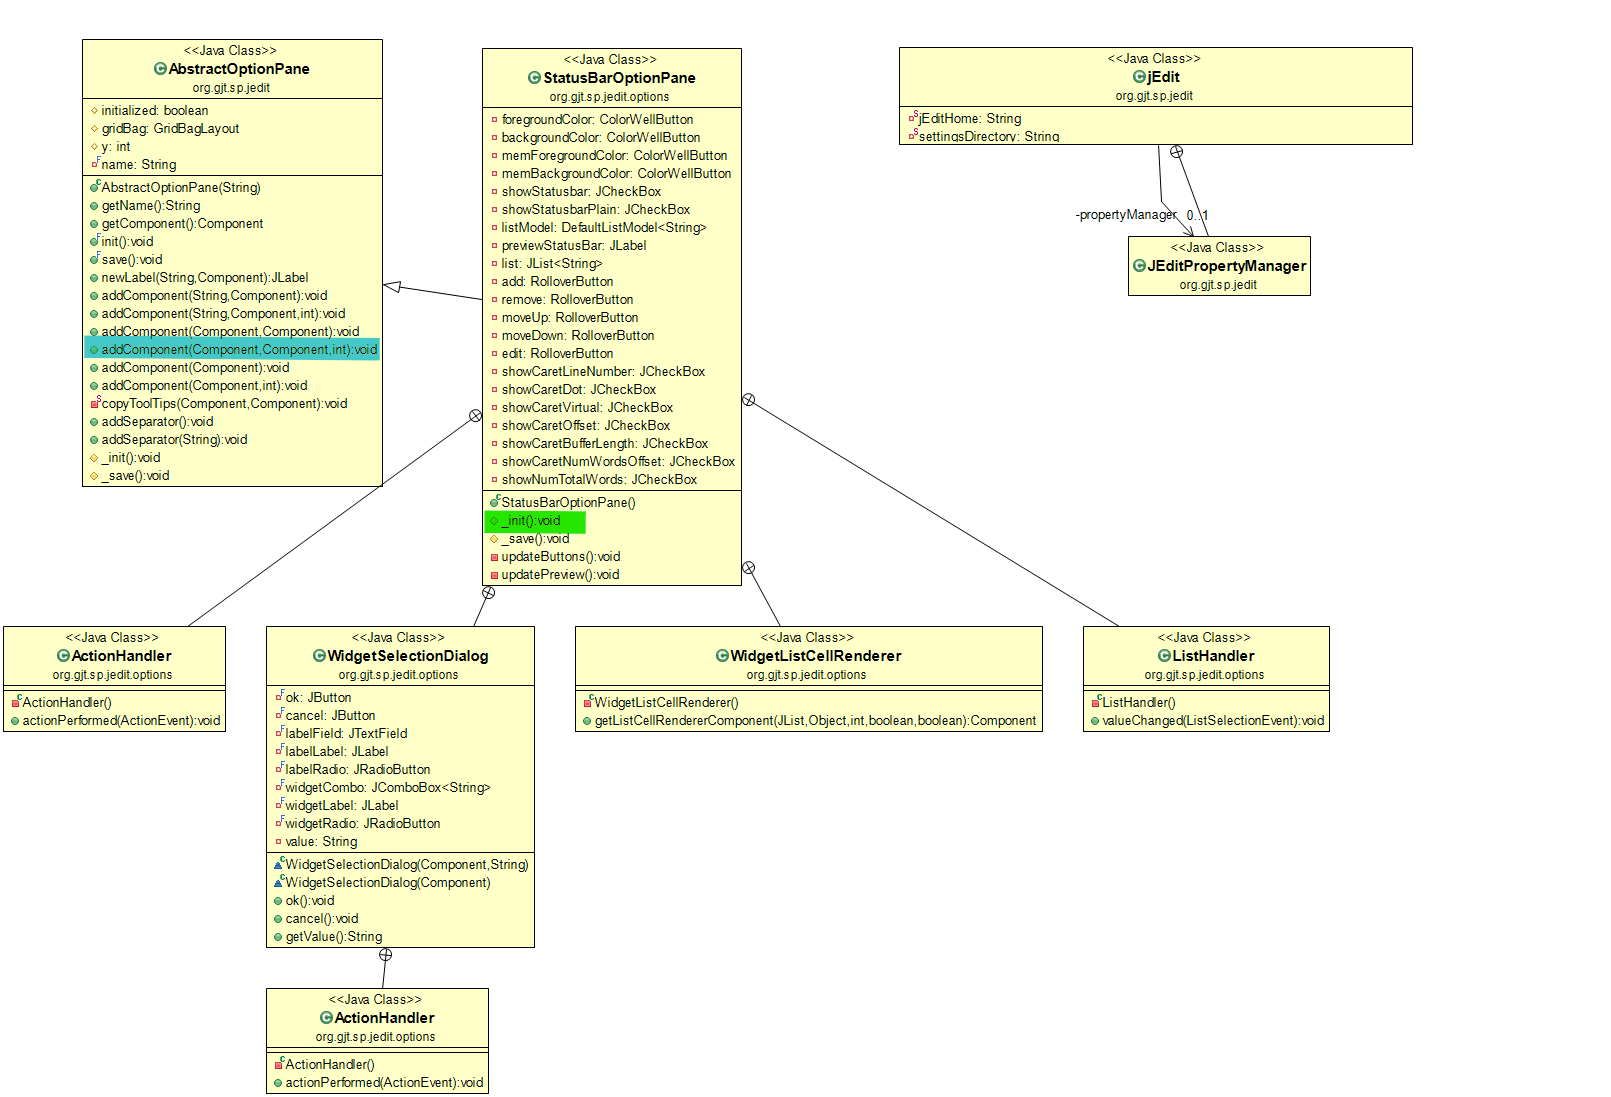 <<Java Class>>
AbstractOptionPane
org.gjt.sp.jedit
initialized: boolean
gridBag: GridBagLayout
y: int
name: String
AbstractOptionPane(String)
getName():String
getComponent():Component
init():void
save():void
newLabel(String,Component):JLabel
addComponent(String,Component):void
addComponent(String,Component,int):void
addComponent(Component,Component):void
addComponent(Component,Component,int):void
addComponent(Component):void
addComponent(Component,int):void
copyToolTips(Component,Component):void
addSeparator():void
addSeparator(String):void
_init():void
_save():void
<<Java Class>>
StatusBarOptionPane
org.gjt.sp.jedit.options
foregroundColor: ColorWellButton
backgroundColor: ColorWellButton
memForegroundColor: ColorWellButton
memBackgroundColor: ColorWellButton
showStatusbar: JCheckBox
showStatusbarPlain: JCheckBox
listModel: DefaultListModel<String>
previewStatusBar: JLabel
list: JList<String>
add: RolloverButton
remove: RolloverButton
moveUp: RolloverButton
moveDown: RolloverButton
edit: RolloverButton
showCaretLineNumber: JCheckBox
showCaretDot: JCheckBox
showCaretVirtual: JCheckBox
showCaretOffset: JCheckBox
showCaretBufferLength: JCheckBox
showCaretNumWordsOffset: JCheckBox
showNumTotalWords: JCheckBox
StatusBarOptionPane()
_init():void
_save():void
updateButtons():void
updatePreview():void
<<Java Class>>
jEdit
org.gjt.sp.jedit
jEditHome: String
settingsDirectory: String
-propertyManager 0..1
<<Java Class>>
JEditPropertyManager
org.gjt.sp.jedit
<<Java Class>>
ActionHandler
org.gjt.sp.jedit.options
ActionHandler()
actionPerformed(ActionEvent):void
<<Java Class>>
WidgetSelectionDialog
org.gjt.sp.jedit.options
ok: JButton
cancel: JButton
labelField: JTextField
labelLabel: JLabel
labelRadio: JRadioButton
widgetCombo: JComboBox<String>
widgetLabel: JLabel
widgetRadio: JRadioButton
value: String
WidgetSelectionDialog(Component,String)
WidgetSelectionDialog(Component)
ok():void
cancel():void
getValue():String
<<Java Class>>
WidgetListCellRenderer
org.gjt.sp.jedit.options
WidgetListCellRenderer()
getListCellRendererComponent(JList,Object,int,boolean,boolean):Component
<<Java Class>>
ListHandler
org.gjt.sp.jedit.options
ListHandler()
valueChanged(ListSelectionEvent):void
<<Java Class>>
ActionHandler
org.gjt.sp.jedit.options
ActionHandler()
actionPerformed(ActionEvent):void